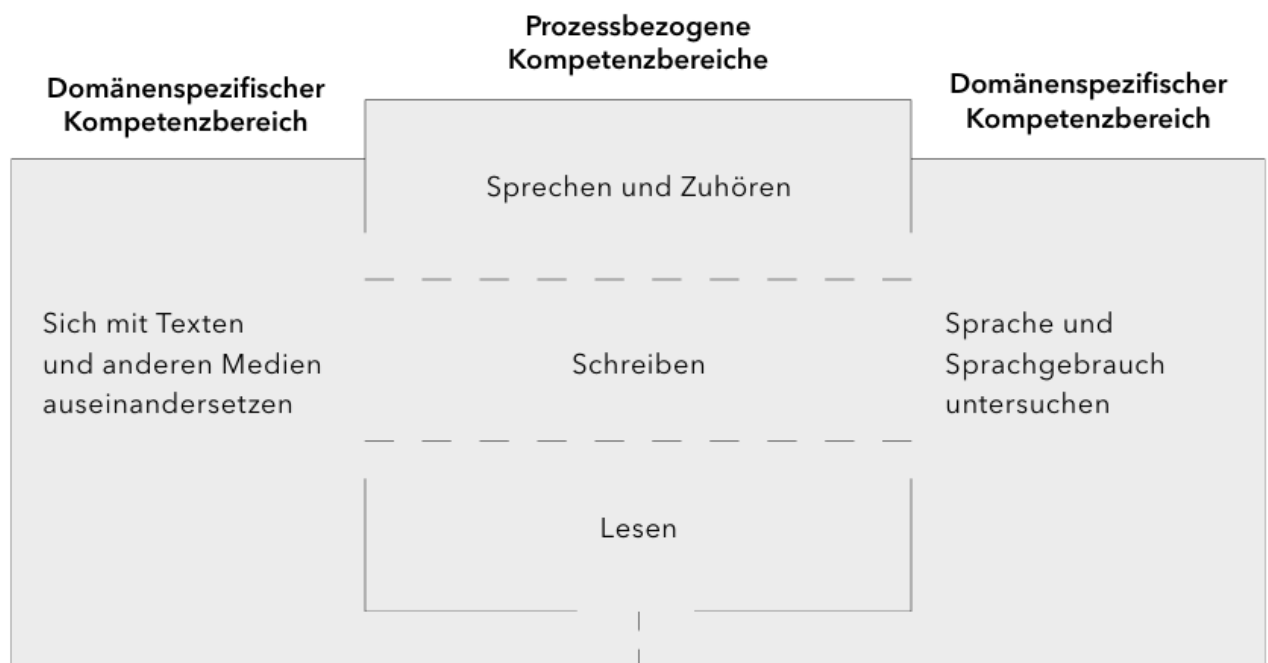 Prozessbezogene
Kompetenzbereiche
Domänenspezifischer
Kompetenzbereich
Domänenspezifischer
Kompetenzbereich
Sprechen und Zuhören
Sich mit Texten
und anderen Medien
auseinandersetzen
Schreiben
Sprache und
Sprachgebrauch
untersuchen
Lesen